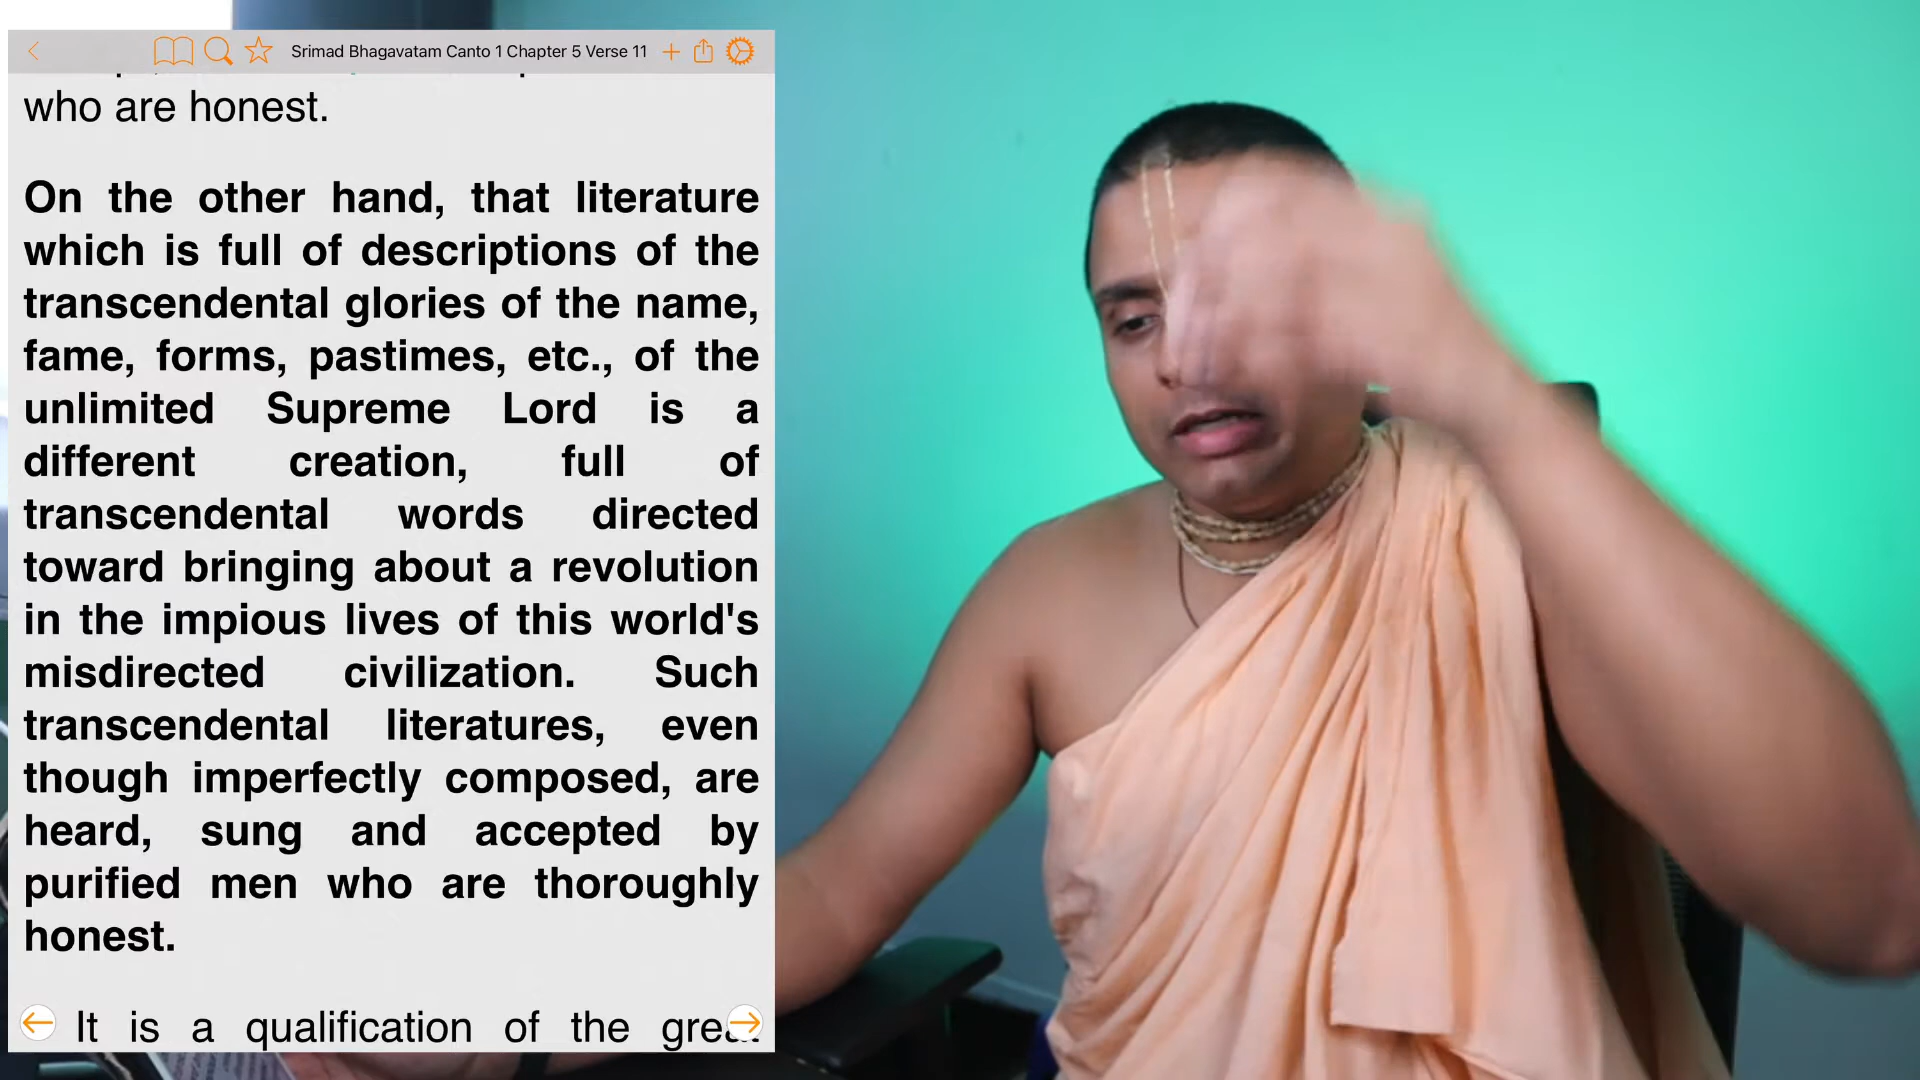 Srimad Bhagavatam Canto 1 Chapter 5 Verse 11
who are honest.
On the other hand, that literature
which is full of descriptions of the
transcendental glories of the name,
fame, forms, pastimes, etc., of the
unlimited Supreme Lord is a
different creation, full of
transcendental words directed
toward bringing about a revolution
in the impious lives of this world's
misdirected civilization. Such
transcendental literatures, even
though imperfectly composed, are
heard, sung and accepted by
purified men who are thoroughly
honest.
It is a qualification of the